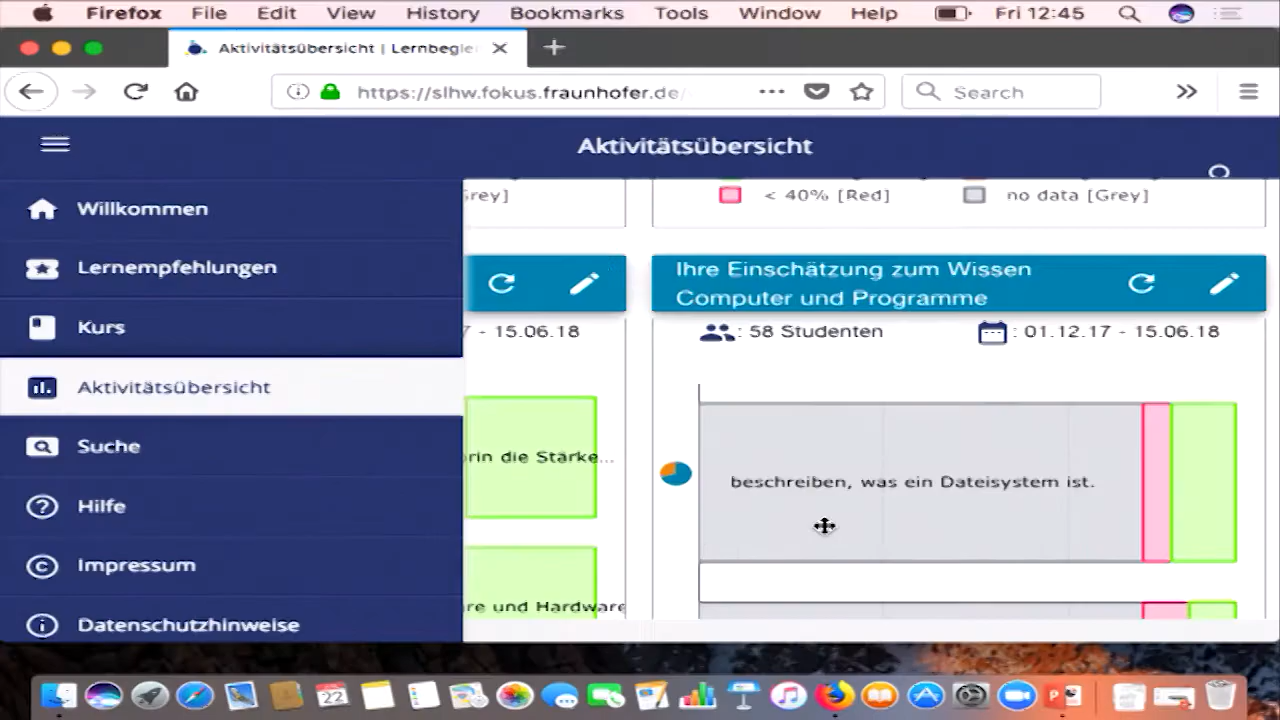 Firefox File Edit View History Bookmarks Tools Window Help Fri 12:45
Aktivitätsübersicht | Lernbegle
https://slhw.fokus.fraunhofer.de/
Search
Aktivitätsübersicht
Willkommen
Lernempfehlungen
Kurs
Aktivitätsübersicht
Suche
Hilfe
Impressum
Datenschutzhinweise
Grey]
- 15.06.18
orin die Stärke...
re und Hardware
< 40% [Red] no data [Grey]
Ihre Einschätzung zum Wissen
Computer und Programme
: 58 Studenten : 01.12.17 - 15.06.18
beschreiben, was ein Dateisystem ist.
22